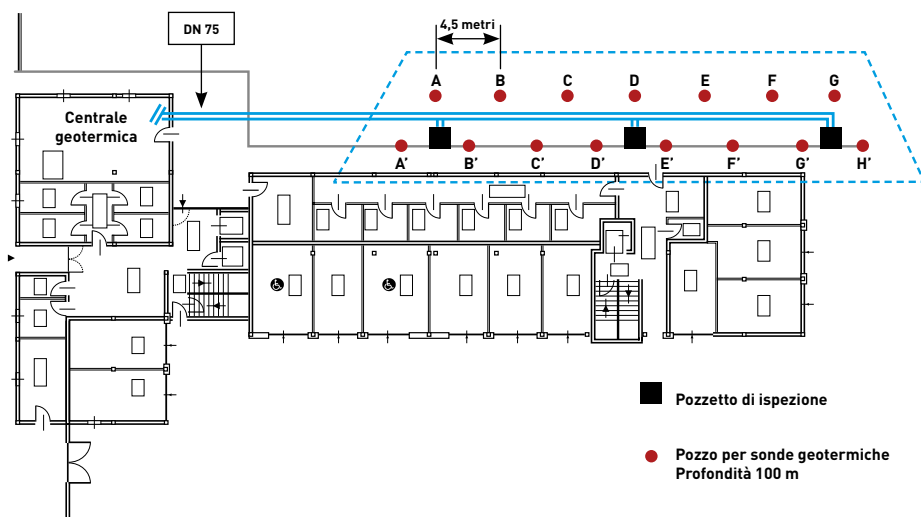 DN 75
4,5 metri
A B C D E F G
Centrale
geotermica
A' B' C' D' E' F' G' H'
Pozzetto di ispezione
Pozzo per sonde geotermiche
Profondità 100 m